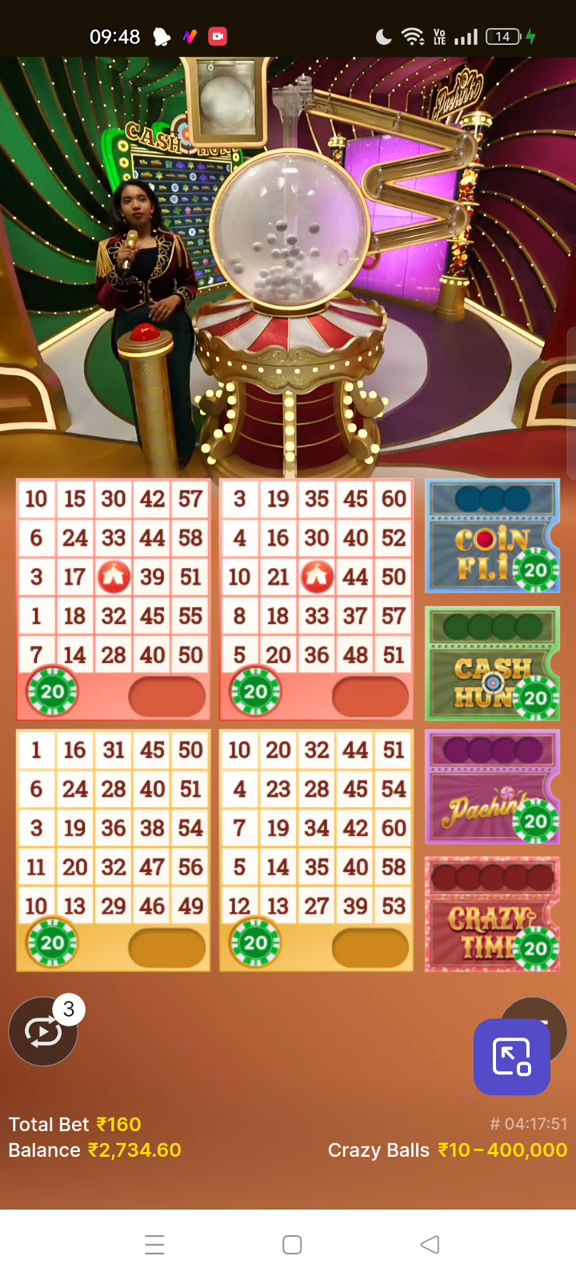 09:48
Vo LTE
14
CASH HUNT
Pachinko
10 15 30 42 57
6 24 33 44 58
3 17 39 51
1 18 32 45 55
7 14 28 40 50
20
3 19 35 45 60
4 16 30 40 52
10 21 44 50
8 18 33 37 57
5 20 36 48 51
20
COIN
FLI
20
CASH
HUNT
20
1 16 31 45 50
6 24 28 40 51
3 19 36 38 54
11 20 32 47 56
10 13 29 46 49
20
10 20 32 44 51
4 23 28 45 54
7 19 34 42 60
5 14 35 40 58
12 13 27 39 53
20
Pachink
20
CRAZY
TIME
20
3
Total Bet ₹160
# 04:17:51
Balance ₹2,734.60
Crazy Balls ₹10–400,000